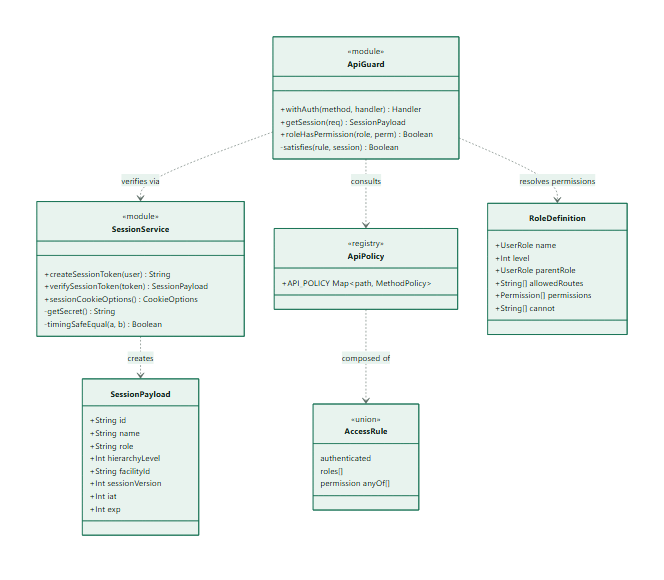 «module»
ApiGuard
+withAuth(method, handler) : Handler
+getSession(req) : SessionPayload
+roleHasPermission(role, perm) : Boolean
-satisfies(rule, session) : Boolean
verifies via
consults
resolves permissions
«module»
SessionService
+createSessionToken(user) : String
+verifySessionToken(token) : SessionPayload
+sessionCookieOptions() : CookieOptions
-getSecret() : String
-timingSafeEqual(a, b) : Boolean
«registry»
ApiPolicy
+API_POLICY Map<path, MethodPolicy>
RoleDefinition
+UserRole name
+Int level
+UserRole parentRole
+String[] allowedRoutes
+Permission[] permissions
+String[] cannot
creates
composed of
SessionPayload
+String id
+String name
+String role
+Int hierarchyLevel
+String facilityId
+Int sessionVersion
+Int iat
+Int exp
«union»
AccessRule
authenticated
roles[]
permission anyOf[]